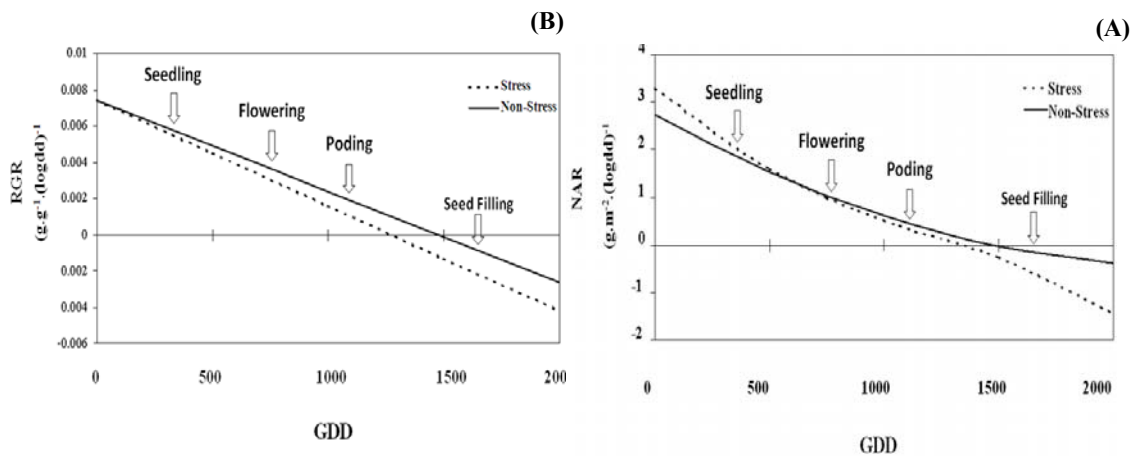 (B)
0.01
0.008
0.006
0.004
0.002
0
0.002
0.004
-0.006
RGR
(g.g⁻¹.(logdd)⁻¹
Seedling
Flowering
Poding
Seed Filling
Stress
Non-Stress
0 500 1000 1500 200
GDD
(A)
4
3
2
1
0
-1
-2
NAR
(g.m⁻².(logdd)⁻¹
Seedling
Flowering
Poding
Seed Filling
Stress
Non-Stress
0 500 1000 1500 2000
GDD